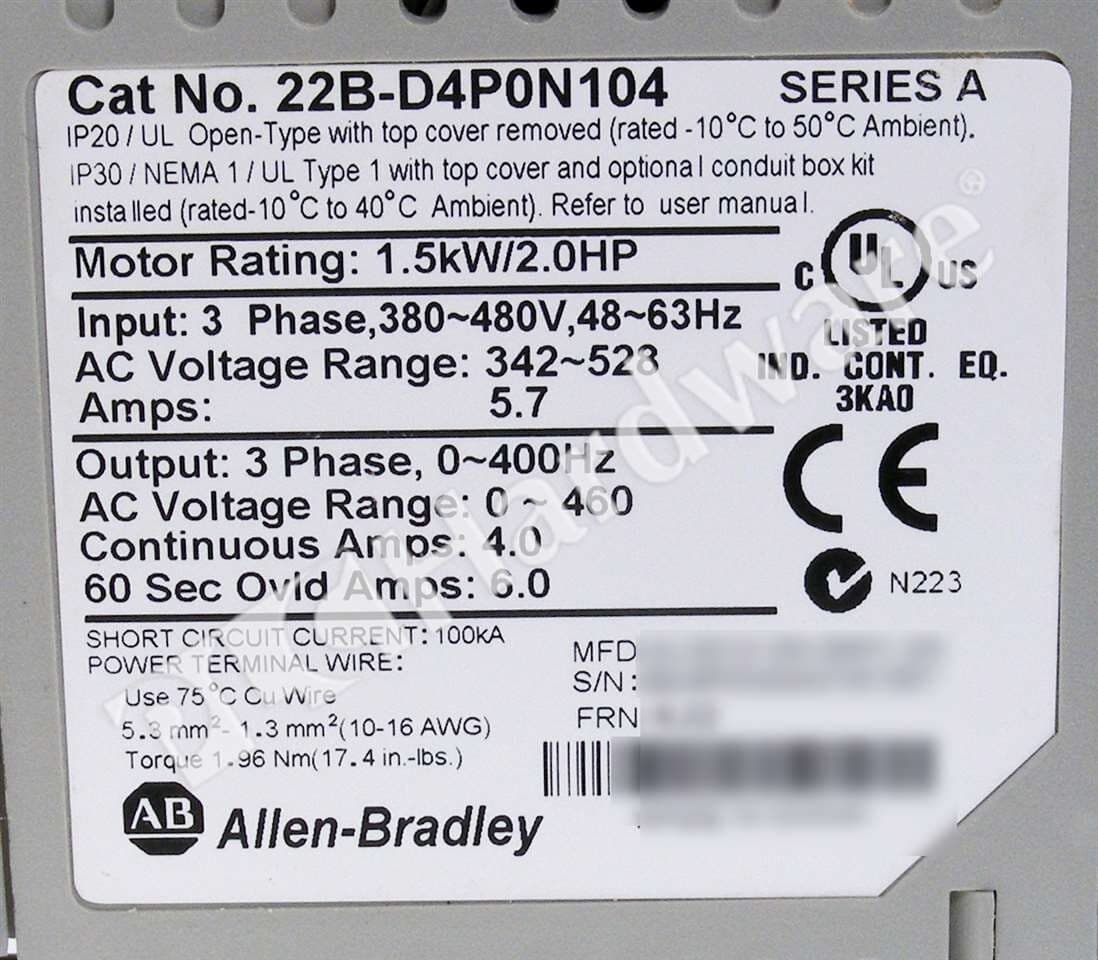 Cat No. 22B-D4P0N104 SERIES A
IP20 / UL Open-Type with top cover removed (rated -10°C to 50°C Ambient).
IP30 / NEMA 1 / UL Type 1 with top cover and optional conduit box kit
installed (rated-10°C to 40°C Ambient). Refer to user manual.
Motor Rating: 1.5kW/2.0HP
Input: 3 Phase,380~480V,48~63Hz
AC Voltage Range: 342~528
Amps: 5.7
C UL US
LISTED
IND. CONT. EQ.
3KA0
Output: 3 Phase, 0~400Hz
AC Voltage Range: 0 ~ 460
Continuous Amps: 4.0
60 Sec Ovld Amps: 6.0
CE
N223
SHORT CIRCUIT CURRENT: 100kA
POWER TERMINAL WIRE:
Use 75°C Cu Wire
5.3 mm²- 1.3 mm²(10-16 AWG)
Torque 1.96 Nm(17.4 in.-lbs.)
MFD
S/N:
FRN
AB Allen-Bradley
PLC Hardware ®